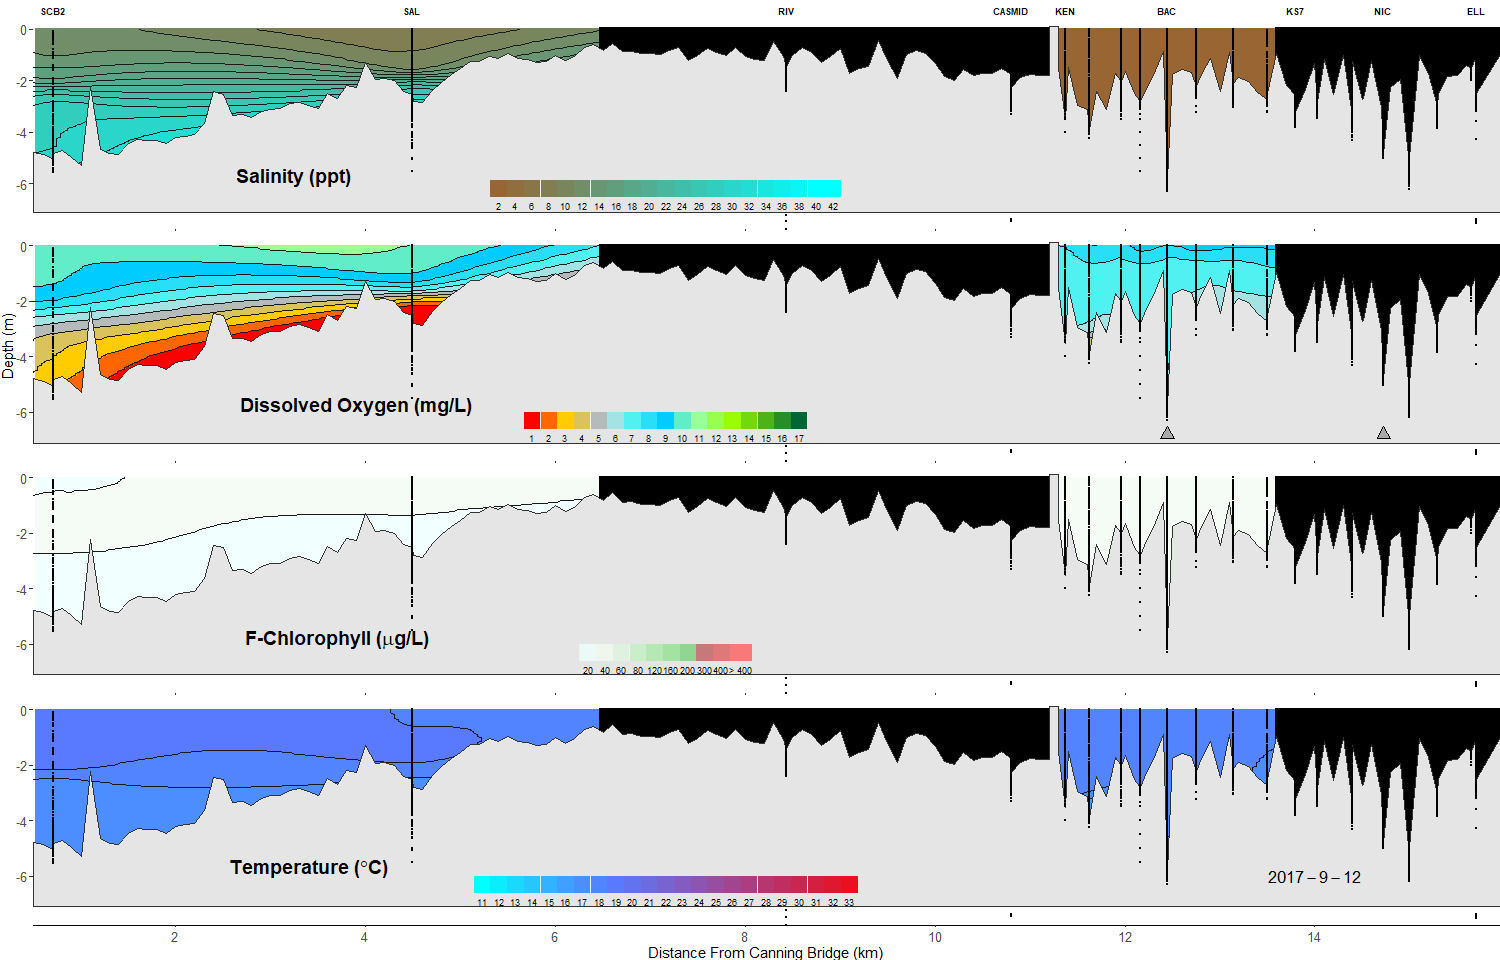 SCB2 SAL RIV CASMID KEN BAC KS7 NIC ELL
0
-2
-4
-6
Salinity (ppt)
2 4 6 8 10 12 14 16 18 20 22 24 26 28 30 32 34 36 38 40 42
0
-2
-4
-6
Depth (m)
Dissolved Oxygen (mg/L)
1 2 3 4 5 6 7 8 9 10 11 12 13 14 15 16 17
0
-2
-4
-6
F-Chlorophyll (μg/L)
20 40 60 80 120 160 200 300 400 > 400
0
-2
-4
-6
Temperature (°C)
2017 – 9 – 12
11 12 13 14 15 16 17 18 19 20 21 22 23 24 25 26 27 28 29 30 31 32 33
2 4 6 8 10 12 14
Distance From Canning Bridge (km)